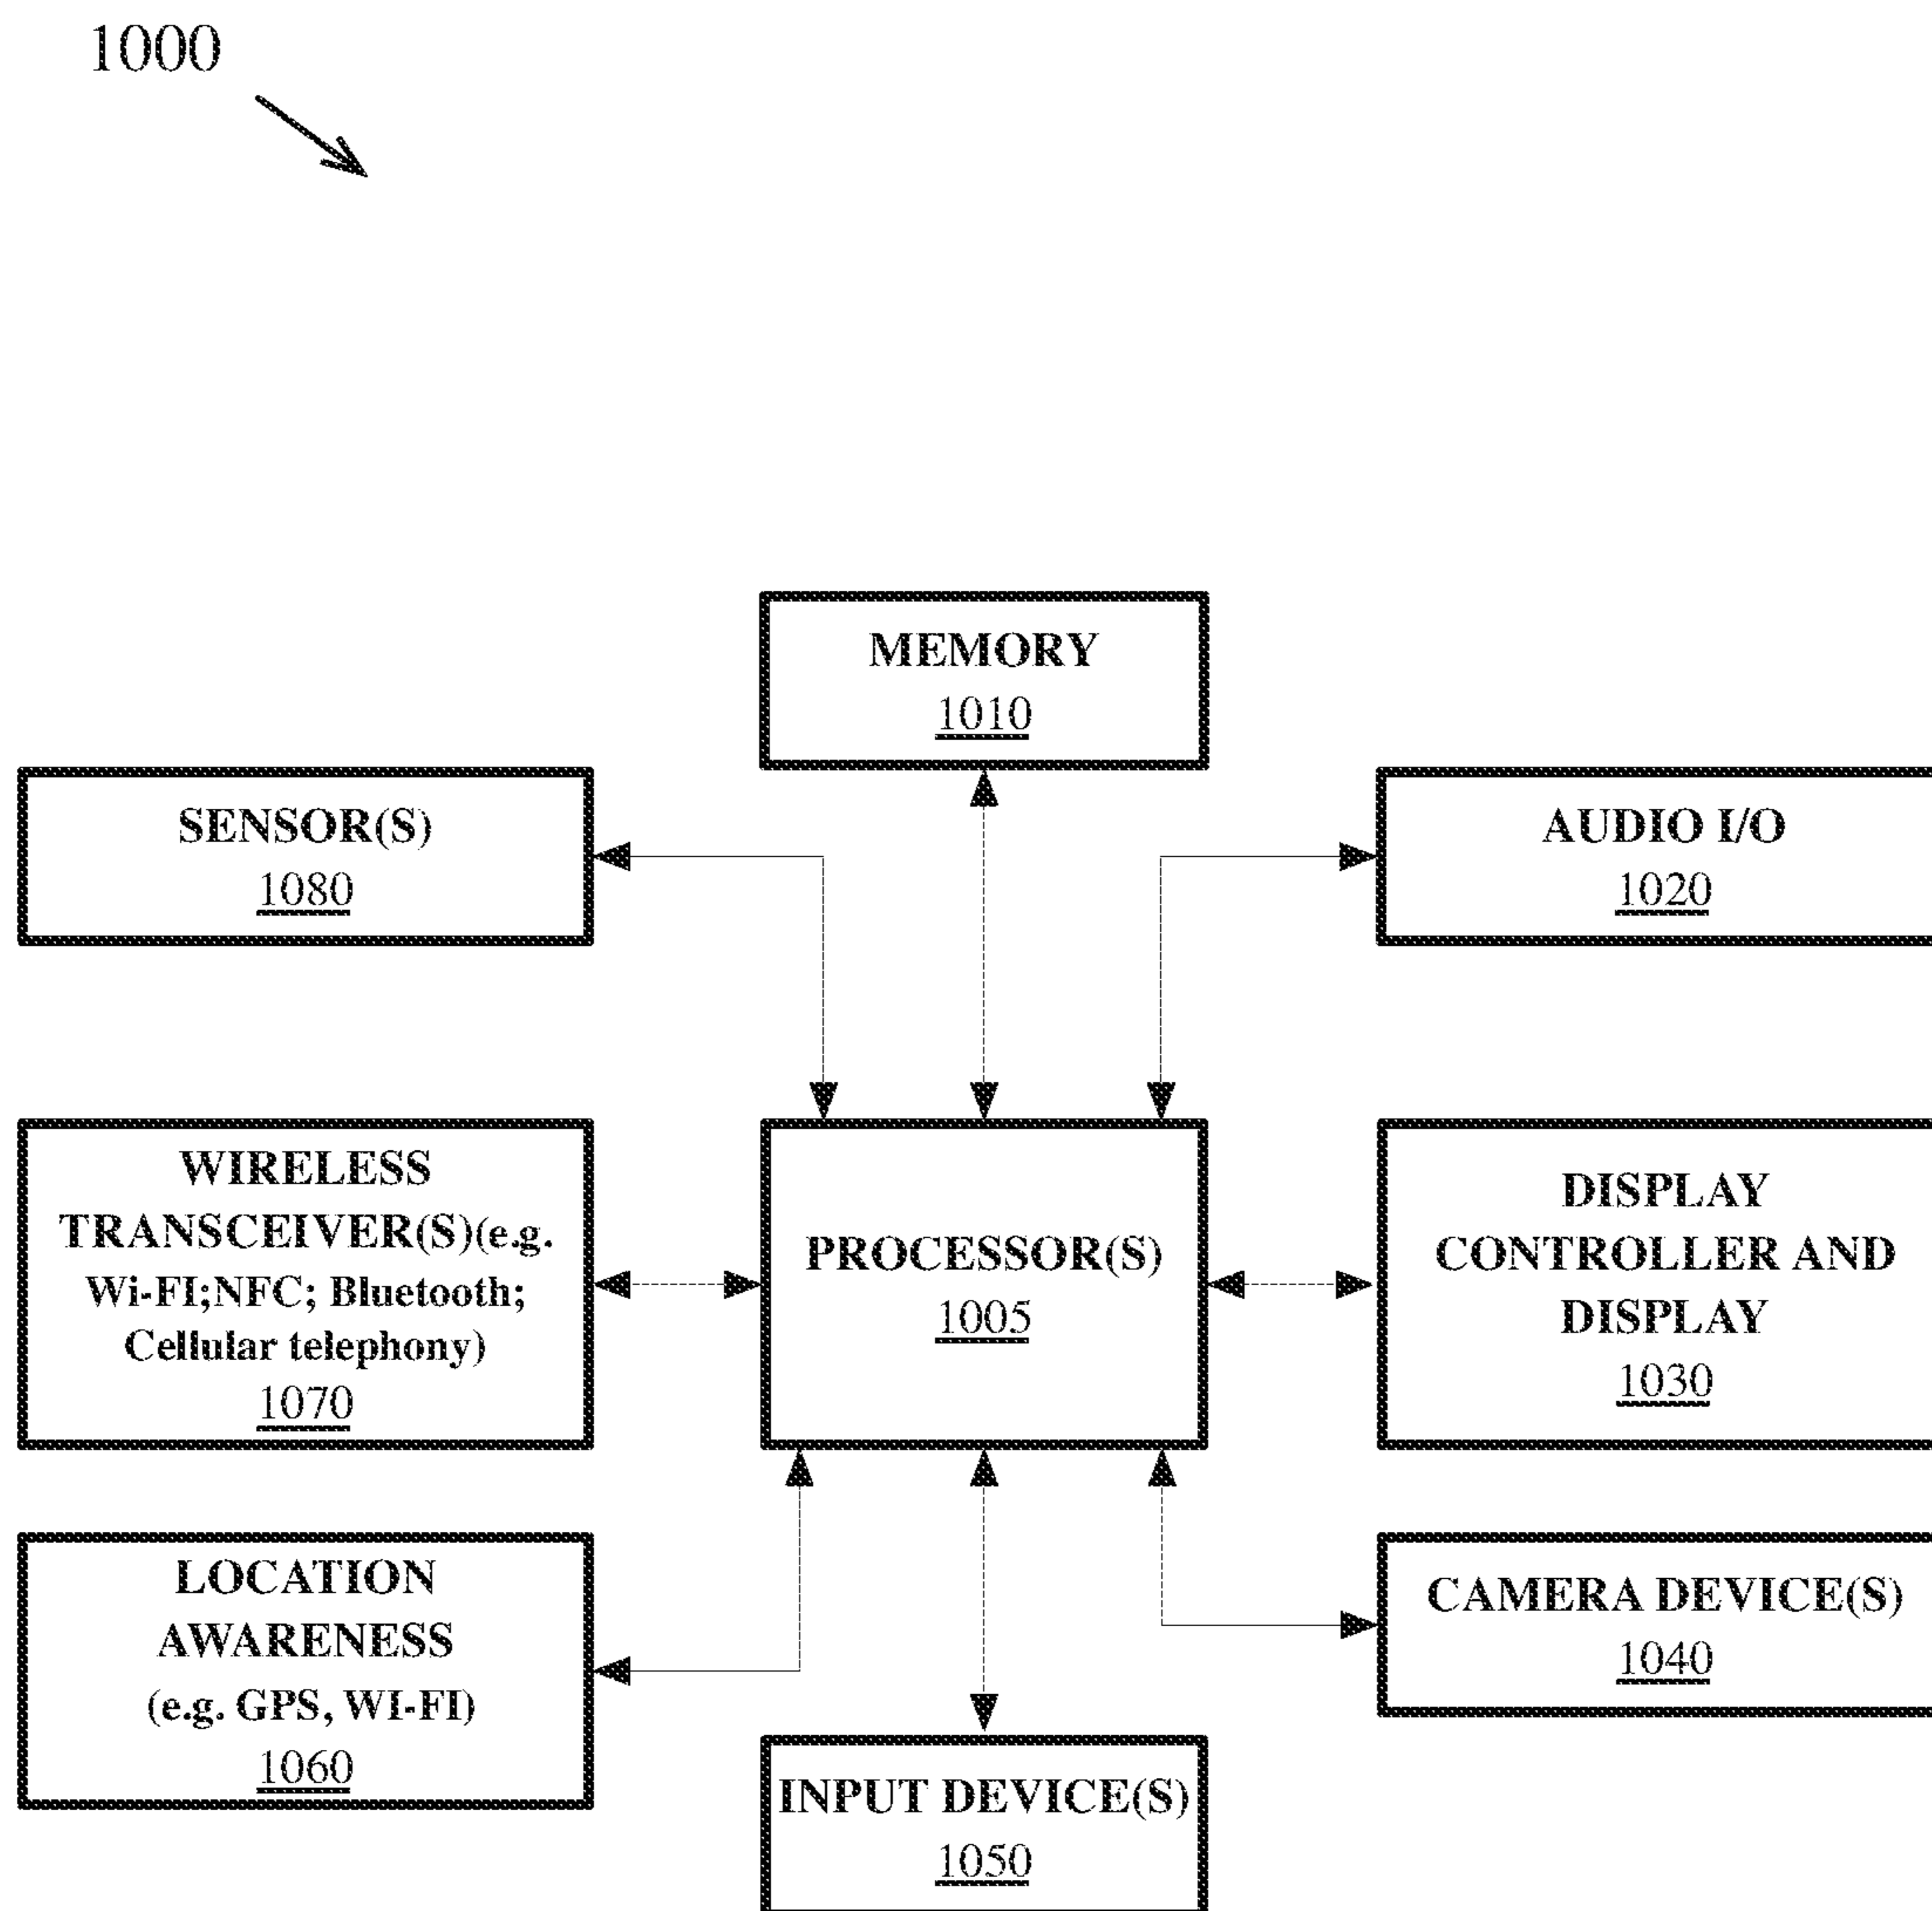 1000
MEMORY
1010
SENSOR(S)
1080
AUDIO I/O
1020
WIRELESS
TRANSCEIVER(S)(e.g.
Wi-FI;NFC; Bluetooth;
Cellular telephony)
1070
PROCESSOR(S)
1005
DISPLAY
CONTROLLER AND
DISPLAY
1030
LOCATION
AWARENESS
(e.g. GPS, WI-FI)
1060
CAMERA DEVICE(S)
1040
INPUT DEVICE(S)
1050